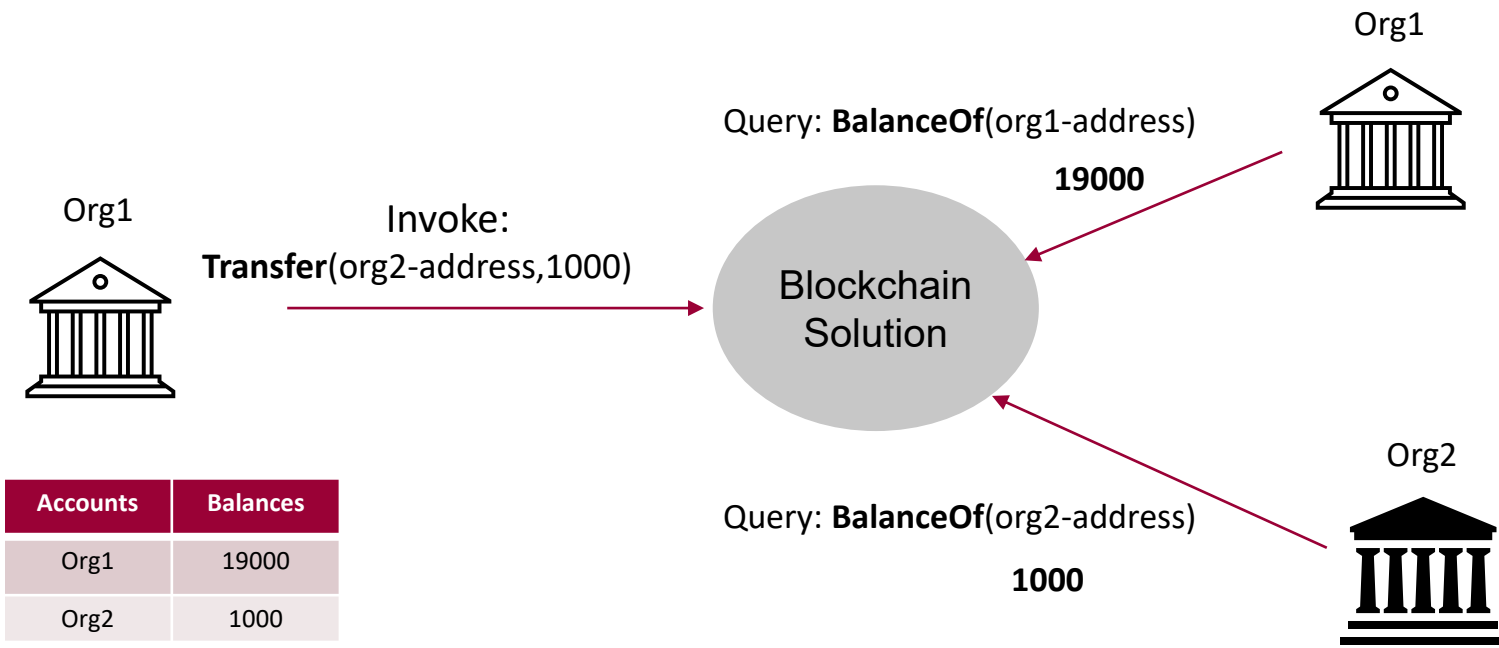 Org1
Query: BalanceOf(org1-address)
19000
Org1
Invoke:
Transfer(org2-address,1000)
Blockchain
Solution
Org2
Query: BalanceOf(org2-address)
1000
Accounts Balances
Org1 19000
Org2 1000